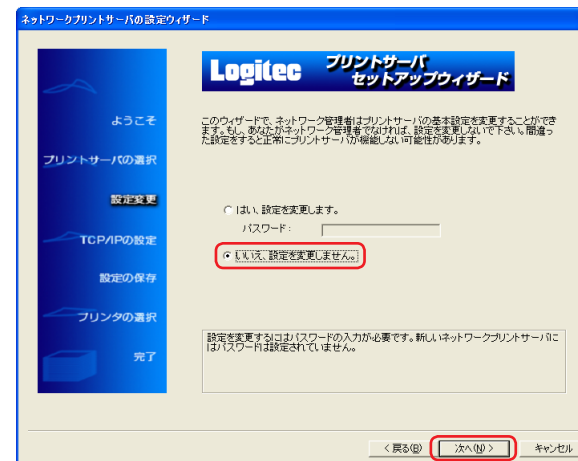 ネットワークプリントサーバの設定ウィザード
Logitec
プリントサーバ
セットアップウィザード
ようこそ
プリントサーバの選択
設定変更
TCP/IPの設定
設定の保存
プリンタの選択
完了
このウィザードで、ネットワーク管理者はプリントサーバの基本設定を変更することができ
ます。もし、あなたがネットワーク管理者でなければ、設定を変更しないで下さい。間違っ
た設定をすると正常にプリントサーバが機能しない可能性があります。
はい、設定を変更します。
パスワード:
いいえ、設定を変更しません。
設定を変更するにはパスワードの入力が必要です。新しいネットワークプリントサーバに
はパスワードは設定されていません。
< 戻る(B)
次へ(N) >
キャンセル